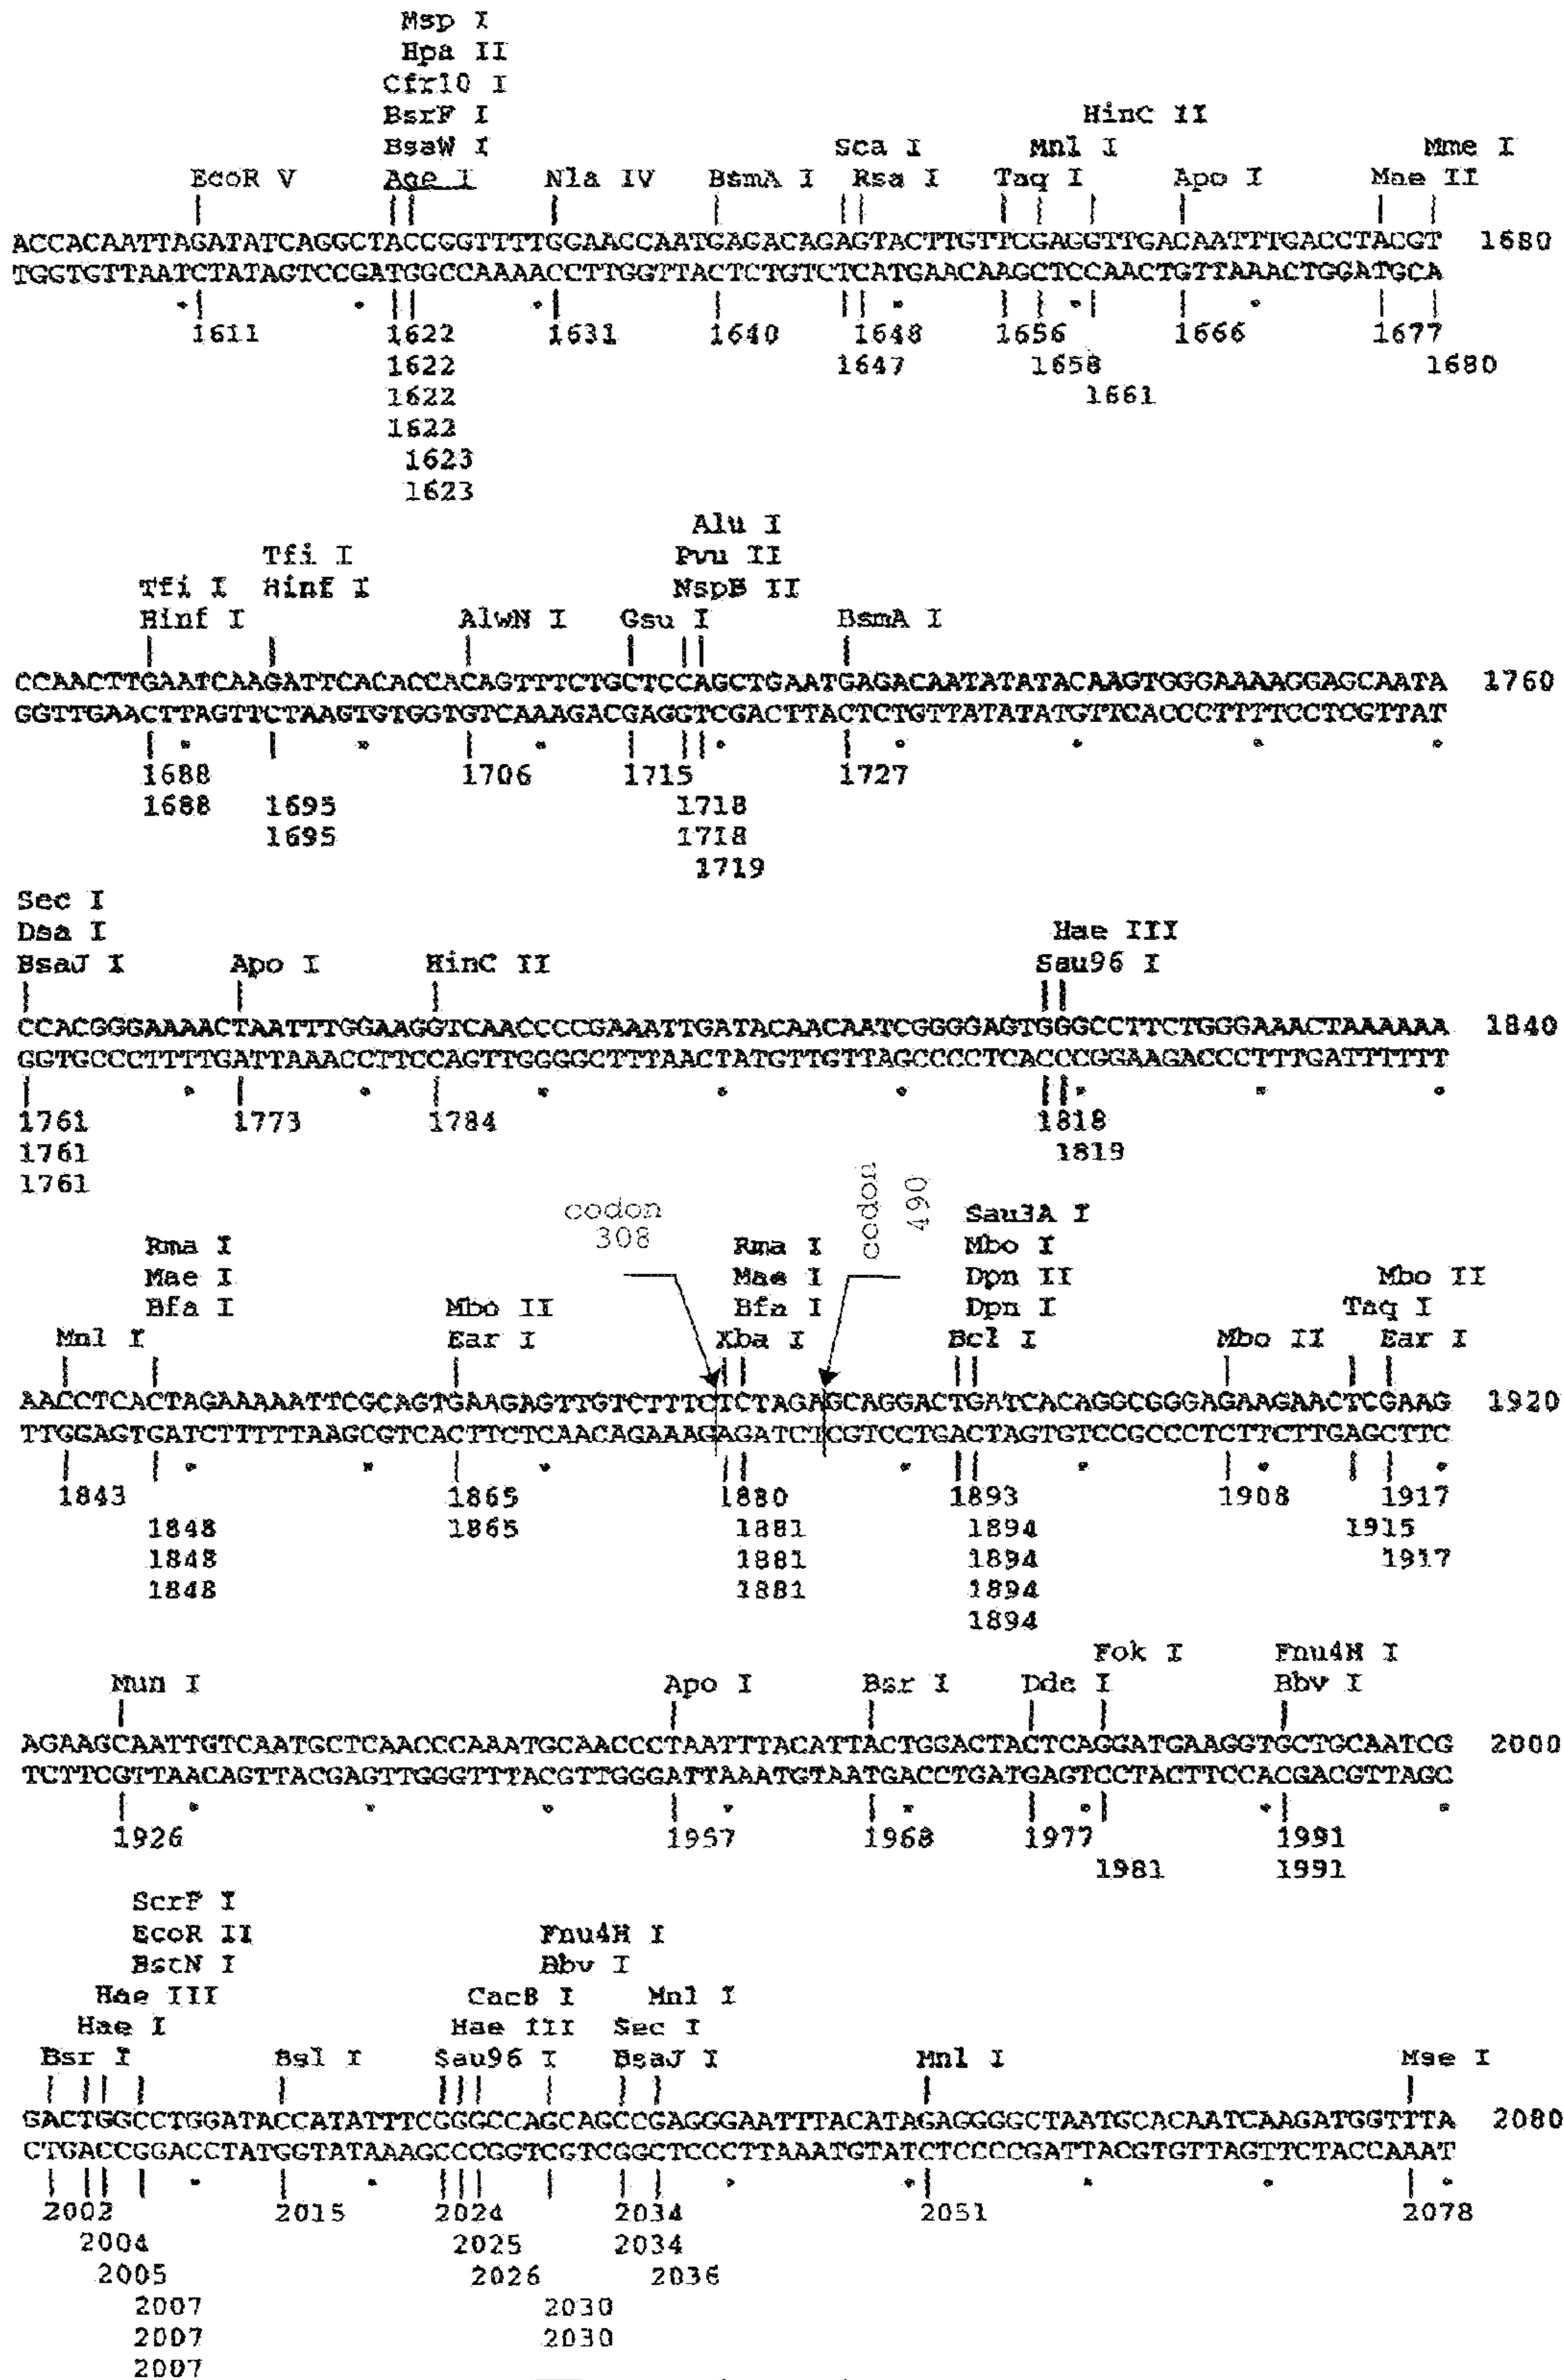 Msp I
Hpa II
Cfr10 I
BsrF I HinC II
BsaW I Sca I Mnl I Mme I
EcoR V Age I Nla IV BsmA I Rsa I Taq I Apo I Mae II
ACCACAATTAGATATCAGGCTACCGGTTTTGGAACCAATGAGACAGAGTACTTGTTCGAGGTTGACAATTTGACCTACGT 1680
TGGTGTTAATCTATAGTCCGATGGCCAAAACCTTGGTTACTCTGTCTCATGAACAAGCTCCAACTGTTAAACTGGATGCA
1611 1622 1631 1640 1648 1656 1666 1677
1622 1647 1658 1680
1622 1661
1622
1623
1623
Alu I
Tfi I Pvu II
Tfi I Hinf I NspB II
Hinf I AlwN I Gsu I BsmA I
CCAACTTGAATCAAGATTCACACCACAGTTTCTGCTCCAGCTGAATGAGACAATATATACAAGTGGGAAAAGGAGCAATA 1760
GGTTGAACTTAGTTCTAAGTGTGGTGTCAAAGACGAGGTCGACTTACTCTGTTATATATGTTCACCCTTTTCCTCGTTAT
1688 1706 1715 1727
1688 1695 1718
1695 1718
1719
Sec I
Dsa I Hae III
BsaJ I Apo I HinC II Sau96 I
CCACGGGAAAACTAATTTGGAAGGTCAACCCCGAAATTGATACAACAATCGGGGAGTGGGCCTTCTGGGAAACTAAAAAA 1840
GGTGCCCTTTTGATTAAACCTTCCAGTTGGGGCTTTAACTATGTTGTTAGCCCCTCACCCGGAAGACCCTTTGATTTTTT
1761 1773 1784 1818
1761 1819
1761
codon 308
codon 490
Sau3A I
Rma I Rma I Mbo I
Mae I Mae I Dpn II Mbo II
Bfa I Mbo II Bfa I Dpn I Taq I
Mnl I Ear I Xba I Bcl I Mbo II Ear I
AACCTCACTAGAAAAATTCGCAGTGAAGAGTTGTCTTTCTCTAGAGCAGGACTGATCACAGGCGGGAGAAGAACTCGAAG 1920
TTGGAGTGATCTTTTTAAGCGTCACTTCTCAACAGAAAGAGATCTCGTCCTGACTAGTGTCCGCCCTCTTCTTGAGCTTC
1843 1865 1880 1893 1908 1917
1848 1865 1881 1894 1915
1848 1881 1894 1917
1848 1881 1894
1894
Fok I Fnu4H I
Mun I Apo I Bsr I Dde I Bbv I
AGAAGCAATTGTCAATGCTCAACCCAAATGCAACCCTAATTTACATTACTGGACTACTCAGGATGAAGGTGCTGCAATCG 2000
TCTTCGTTAACAGTTACGAGTTGGGTTTACGTTGGGATTAAATGTAATGACCTGATGAGTCCTACTTCCACGACGTTAGC
1926 1957 1968 1977 1991
1981 1991
ScrF I
EcoR II Fnu4H I
BstN I Bbv I
Hae III Cac8 I Mnl I
Hae I Hae III Sec I
Bsr I Bsl I Sau96 I BsaJ I Mnl I Mse I
GACTGGCCTGGATACCATATTTCGGGCCAGCAGCCGAGGGAATTTACATAGAGGGGCTAATGCACAATCAAGATGGTTTA 2080
CTGACCGGACCTATGGTATAAAGCCCGGTCGTCGGCTCCCTTAAATGTATCTCCCCGATTACGTGTTAGTTCTACCAAAT
2002 2015 2024 2034 2051 2078
2004 2025 2034
2005 2026 2036
2007 2030
2007 2030
2007